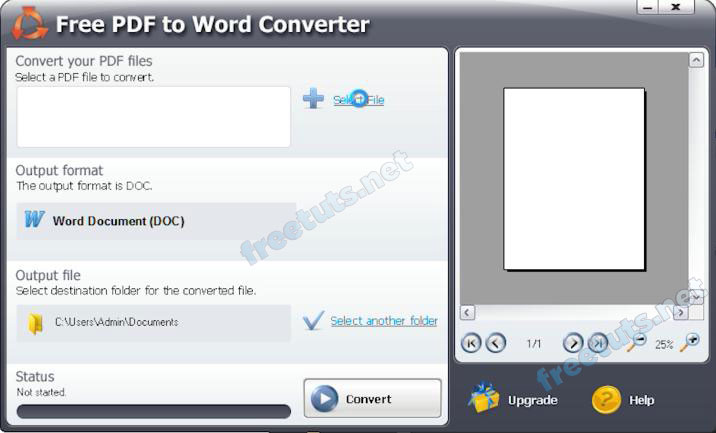 Free PDF to Word Converter
Convert your PDF files
Select a PDF file to convert.
Select File
Output format
The output format is DOC.
Word Document (DOC)
Output file
Select destination folder for the converted file.
C:\Users\Admin\Documents
Select another folder
Status
Not started.
Convert
1/1
25%
Upgrade
Help
freetuts.net
freetuts.net